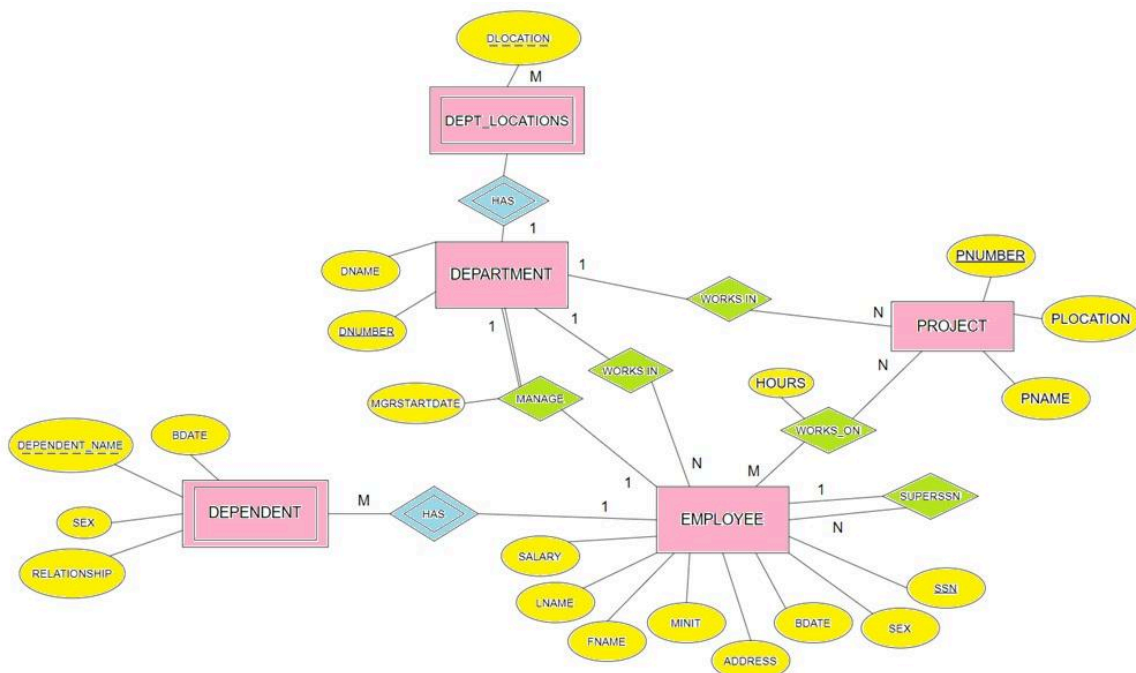 DLOCATION
M
DEPT_LOCATIONS
HAS
1
DNAME
DEPARTMENT
1
DNUMBER
1
1
WORKS IN
N
PNUMBER
PROJECT
PLOCATION
N
PNAME
MGRSTARTDATE
MANAGE
WORKS IN
HOURS
WORKS_ON
DEPENDENT_NAME
BDATE
DEPENDENT
M
HAS
1
SEX
RELATIONSHIP
1
N
M
EMPLOYEE
1
SUPERSSN
N
SALARY
LNAME
FNAME
MINIT
ADDRESS
BDATE
SEX
SSN